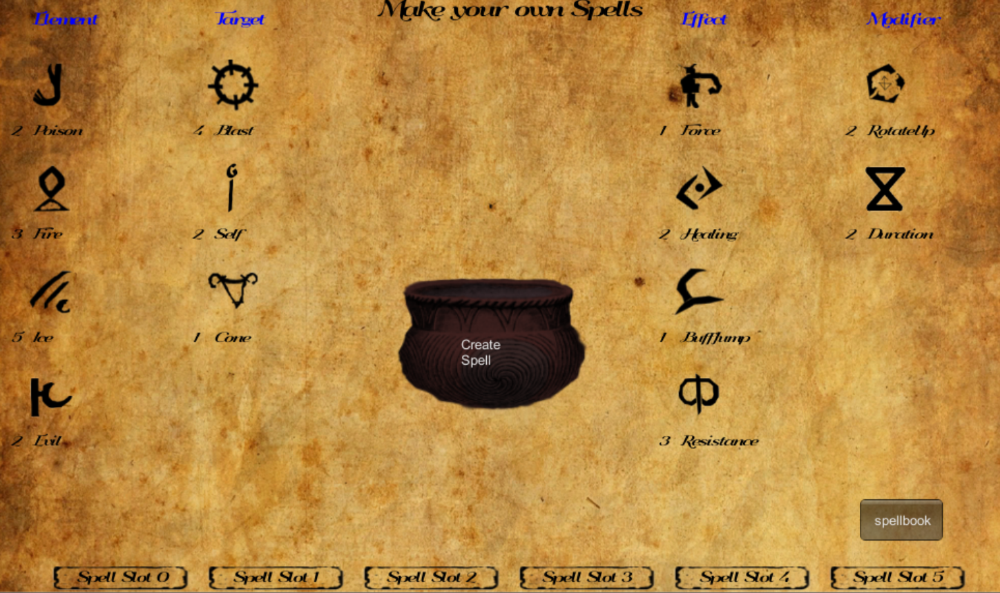 Make your own Spells
Element Target Effect Modifier
2 Poison 4 Blast 1 Force 2 RotateUp
3 Fire 2 Self 2 Healing 2 Duration
5 Ice 1 Cone 1 BuffJump
Create
Spell
2 Evil 3 Resistance
spellbook
Spell Slot 0 Spell Slot 1 Spell Slot 2 Spell Slot 3 Spell Slot 4 Spell Slot 5